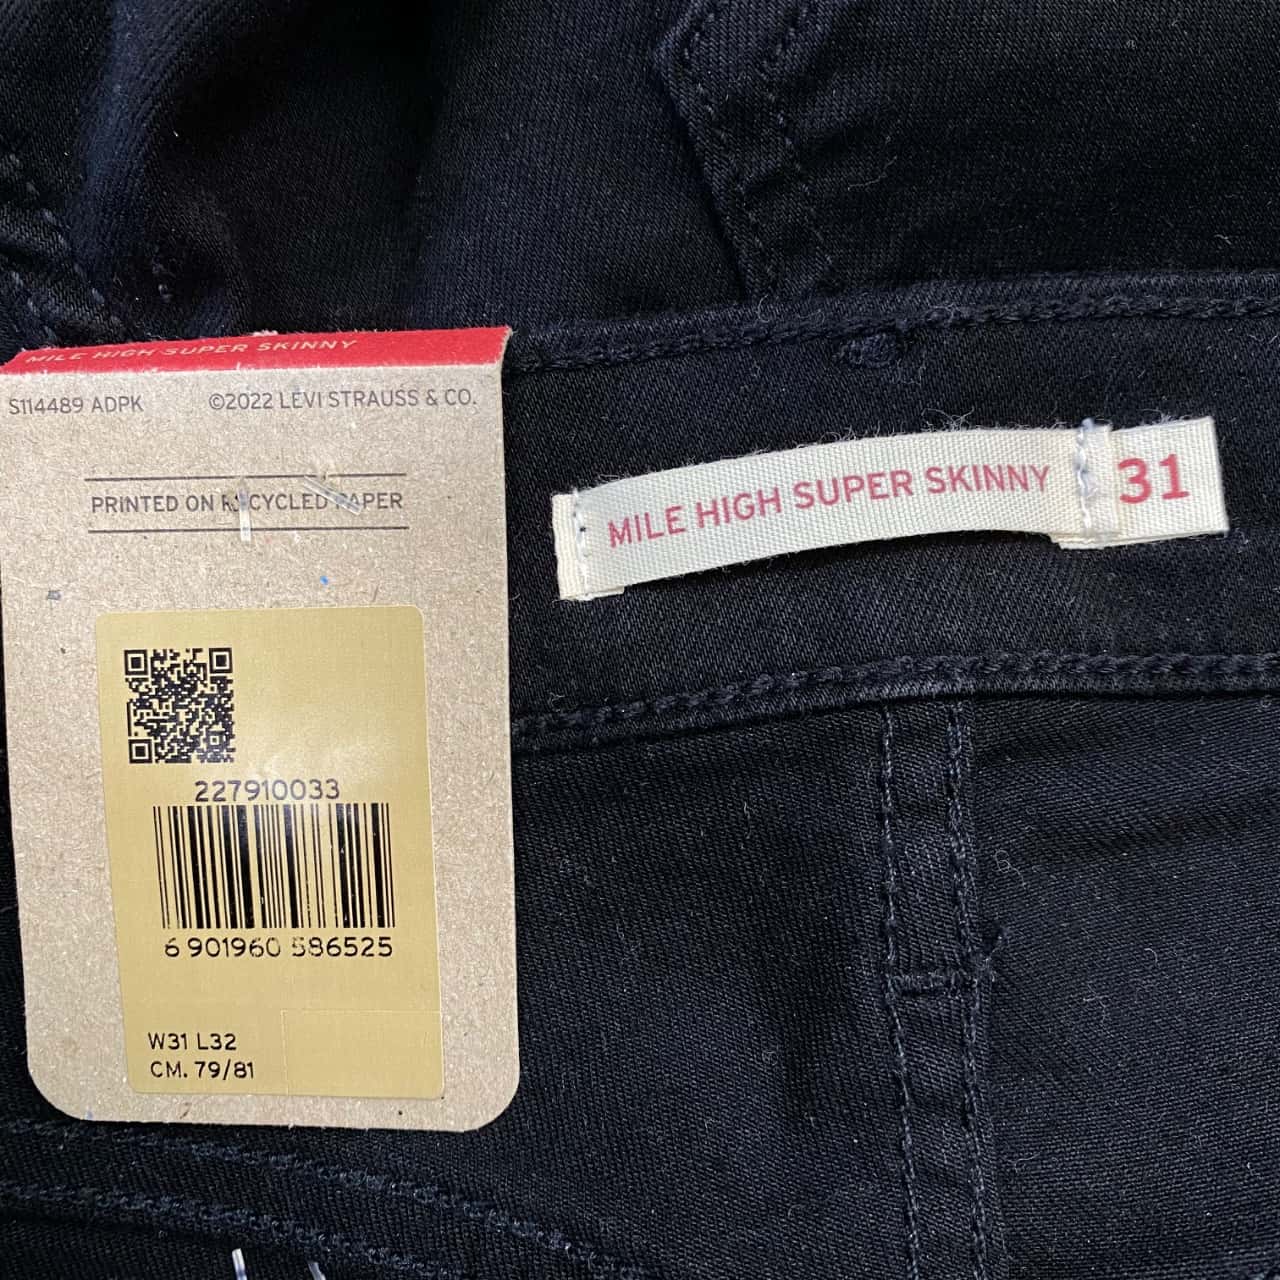 MILE HIGH SUPER SKINNY
S114489 ADPK ©2022 LEVI STRAUSS & CO.
PRINTED ON RECYCLED PAPER
227910033
6 901960 586525
W31 L32
CM. 79/81
MILE HIGH SUPER SKINNY 31